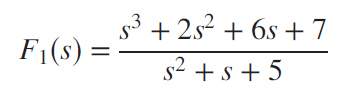 F₁(s) = (s³ + 2s² + 6s + 7) / (s² + s + 5)